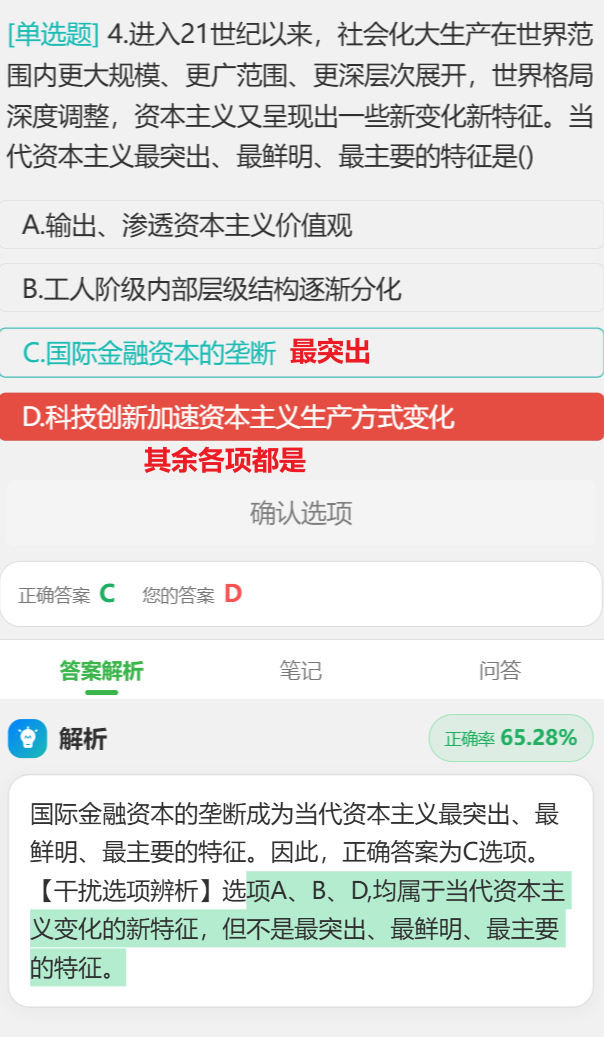 [单选题] 4.进入21世纪以来，社会化大生产在世界范
围内更大规模、更广范围、更深层次展开，世界格局
深度调整，资本主义又呈现出一些新变化新特征。当
代资本主义最突出、最鲜明、最主要的特征是()
A.输出、渗透资本主义价值观
B.工人阶级内部层级结构逐渐分化
C.国际金融资本的垄断 最突出
D.科技创新加速资本主义生产方式变化
其余各项都是
确认选项
正确答案 C 您的答案 D
答案解析 笔记 问答
解析 正确率 65.28%
国际金融资本的垄断成为当代资本主义最突出、最
鲜明、最主要的特征。因此，正确答案为C选项。
【干扰选项辨析】选项A、B、D,均属于当代资本主
义变化的新特征，但不是最突出、最鲜明、最主要
的特征。